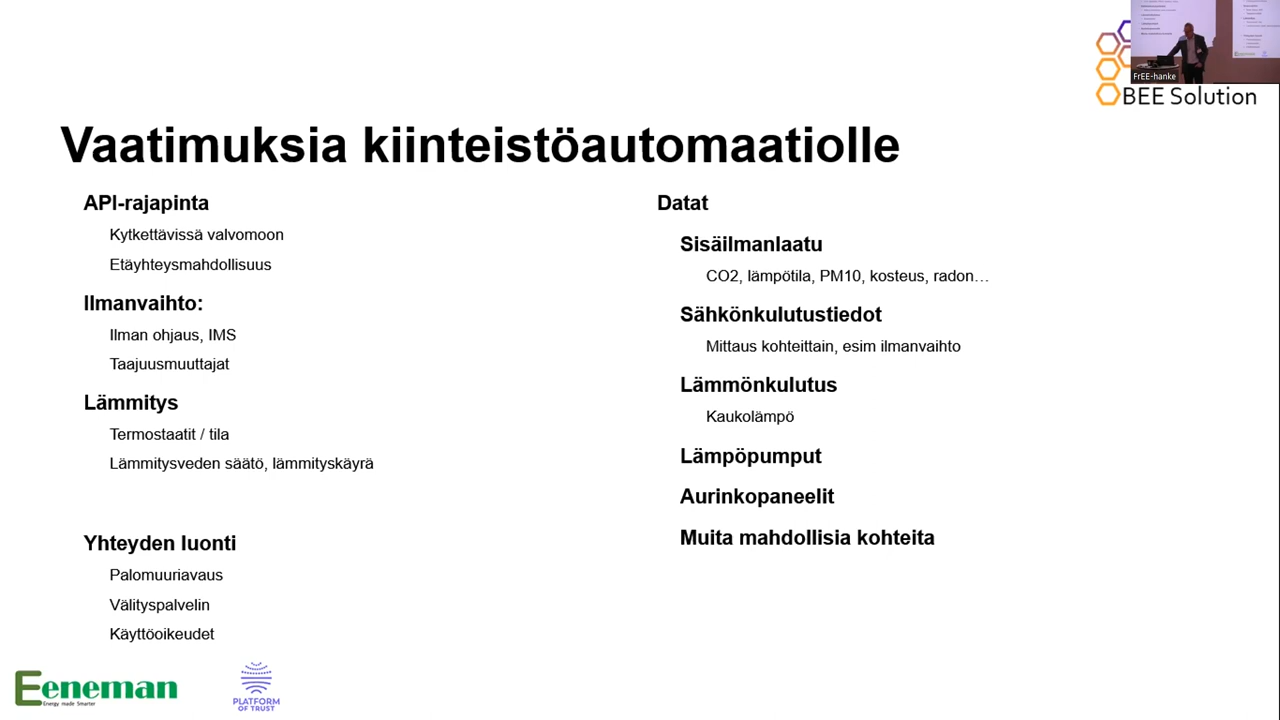 FrEE-hanke
BEE Solution
Vaatimuksia kiinteistöautomaatiolle
API-rajapinta
Kytkettävissä valvomoon
Etäyhteysmahdollisuus
Ilmanvaihto:
Ilman ohjaus, IMS
Taajuusmuuttajat
Lämmitys
Termostaatit / tila
Lämmitysveden säätö, lämmityskäyrä
Yhteyden luonti
Palomuuriavaus
Välityspalvelin
Käyttöoikeudet
Datat
Sisäilmanlaatu
CO2, lämpötila, PM10, kosteus, radon…
Sähkönkulutustiedot
Mittaus kohteittain, esim ilmanvaihto
Lämmönkulutus
Kaukolämpö
Lämpöpumput
Aurinkopaneelit
Muita mahdollisia kohteita
Eeneman
Energy made Smarter
PLATFORM
OF TRUST